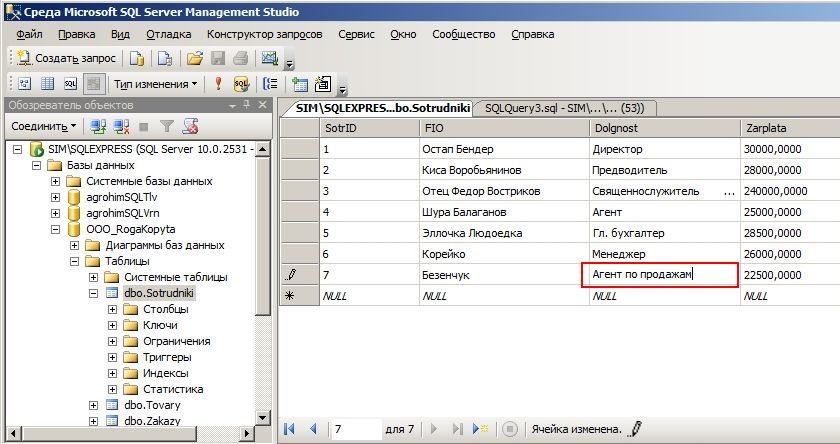 Среда Microsoft SQL Server Management Studio
Файл Правка Вид Отладка Конструктор запросов Сервис Окно Сообщество Справка
Создать запрос
Тип изменения
Обозреватель объектов
Соединить
SIM\SQLEXPRESS (SQL Server 10.0.2531 -
Базы данных
Системные базы данных
agrohimSQLTlv
agrohimSQLVrn
OOO_RogaKopyta
Диаграммы баз данных
Таблицы
Системные таблицы
dbo.Sotrudniki
Столбцы
Ключи
Ограничения
Триггеры
Индексы
Статистика
dbo.Tovary
dbo.Zakazy
SIM\SQLEXPRES...bo.Sotrudniki SQLQuery3.sql - SIM\...\... (53))
SotrID FIO Dolgnost Zarplata
1 Остап Бендер Директор 30000,0000
2 Киса Воробьянинов Предводитель 28000,0000
3 Отец Федор Востриков Священнослужитель ... 240000,0000
4 Шура Балаганов Агент 25000,0000
5 Эллочка Людоедка Гл. бухгалтер 28500,0000
6 Корейко Менеджер 26000,0000
7 Безенчук Агент по продажам 22500,0000
NULL NULL NULL NULL
7 для 7 Ячейка изменена.